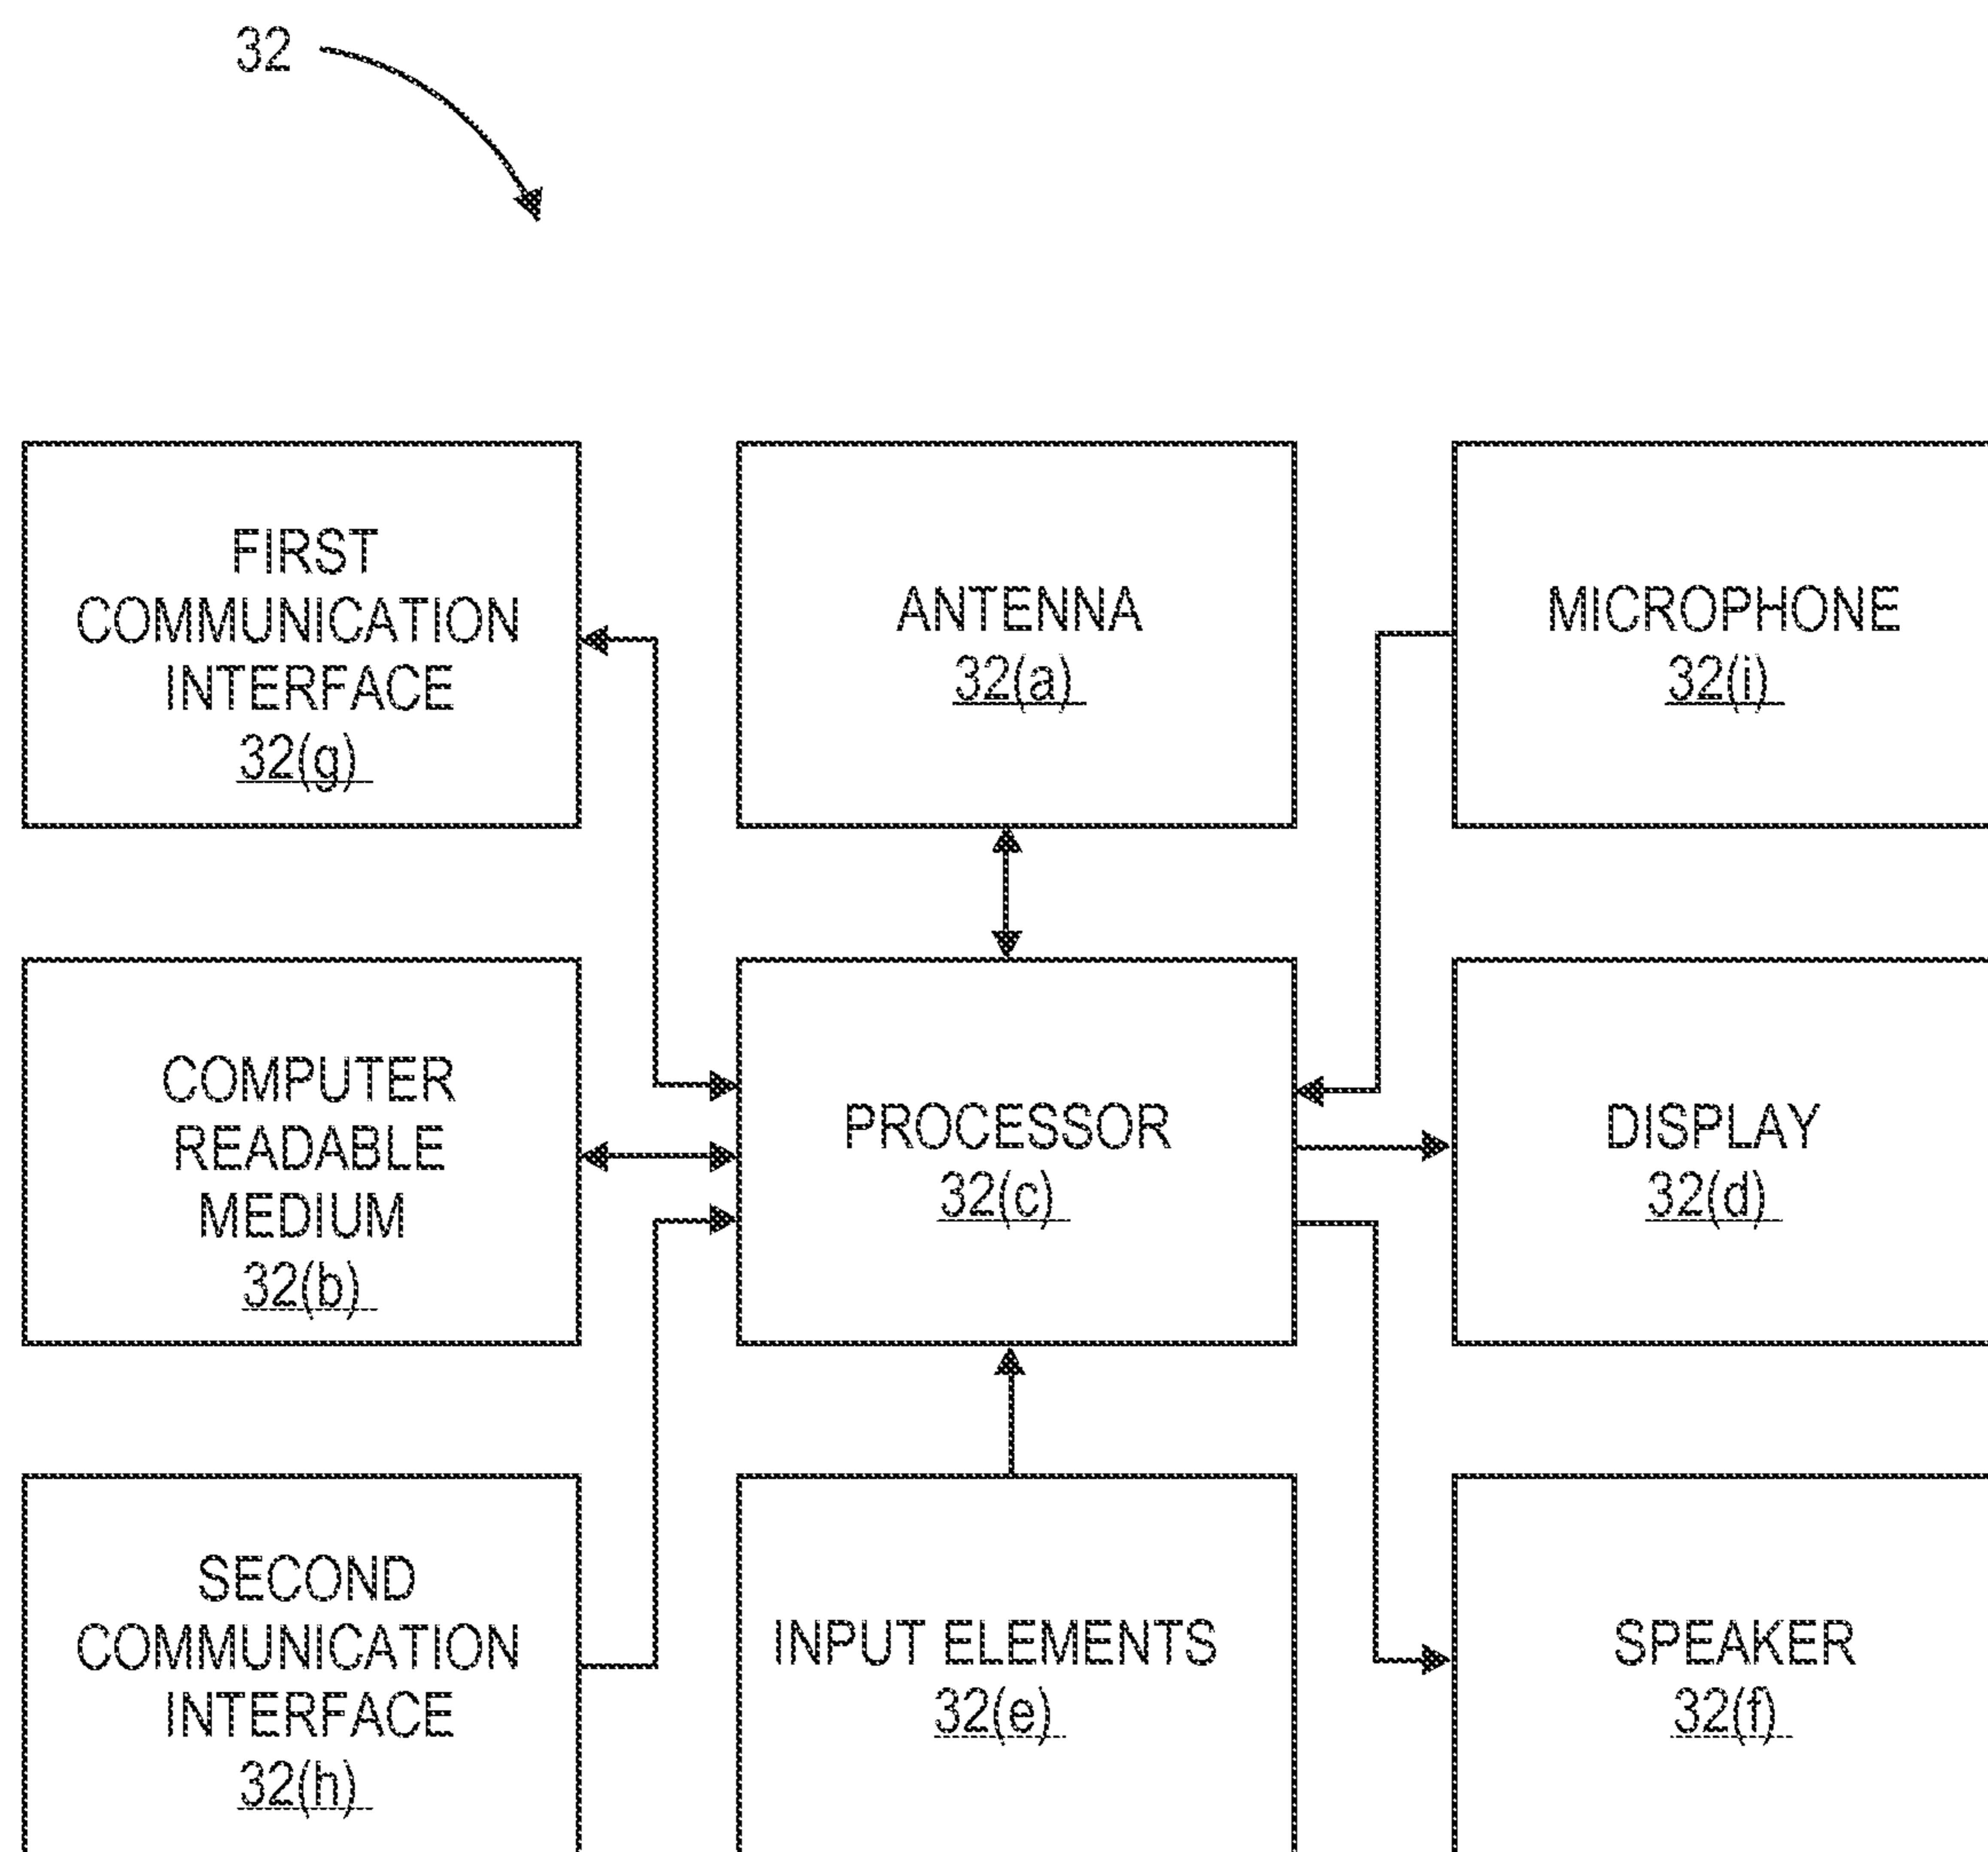 32
FIRST
COMMUNICATION
INTERFACE
32(g)
ANTENNA
32(a)
MICROPHONE
32(i)
COMPUTER
READABLE
MEDIUM
32(b)
PROCESSOR
32(c)
DISPLAY
32(d)
SECOND
COMMUNICATION
INTERFACE
32(h)
INPUT ELEMENTS
32(e)
SPEAKER
32(f)